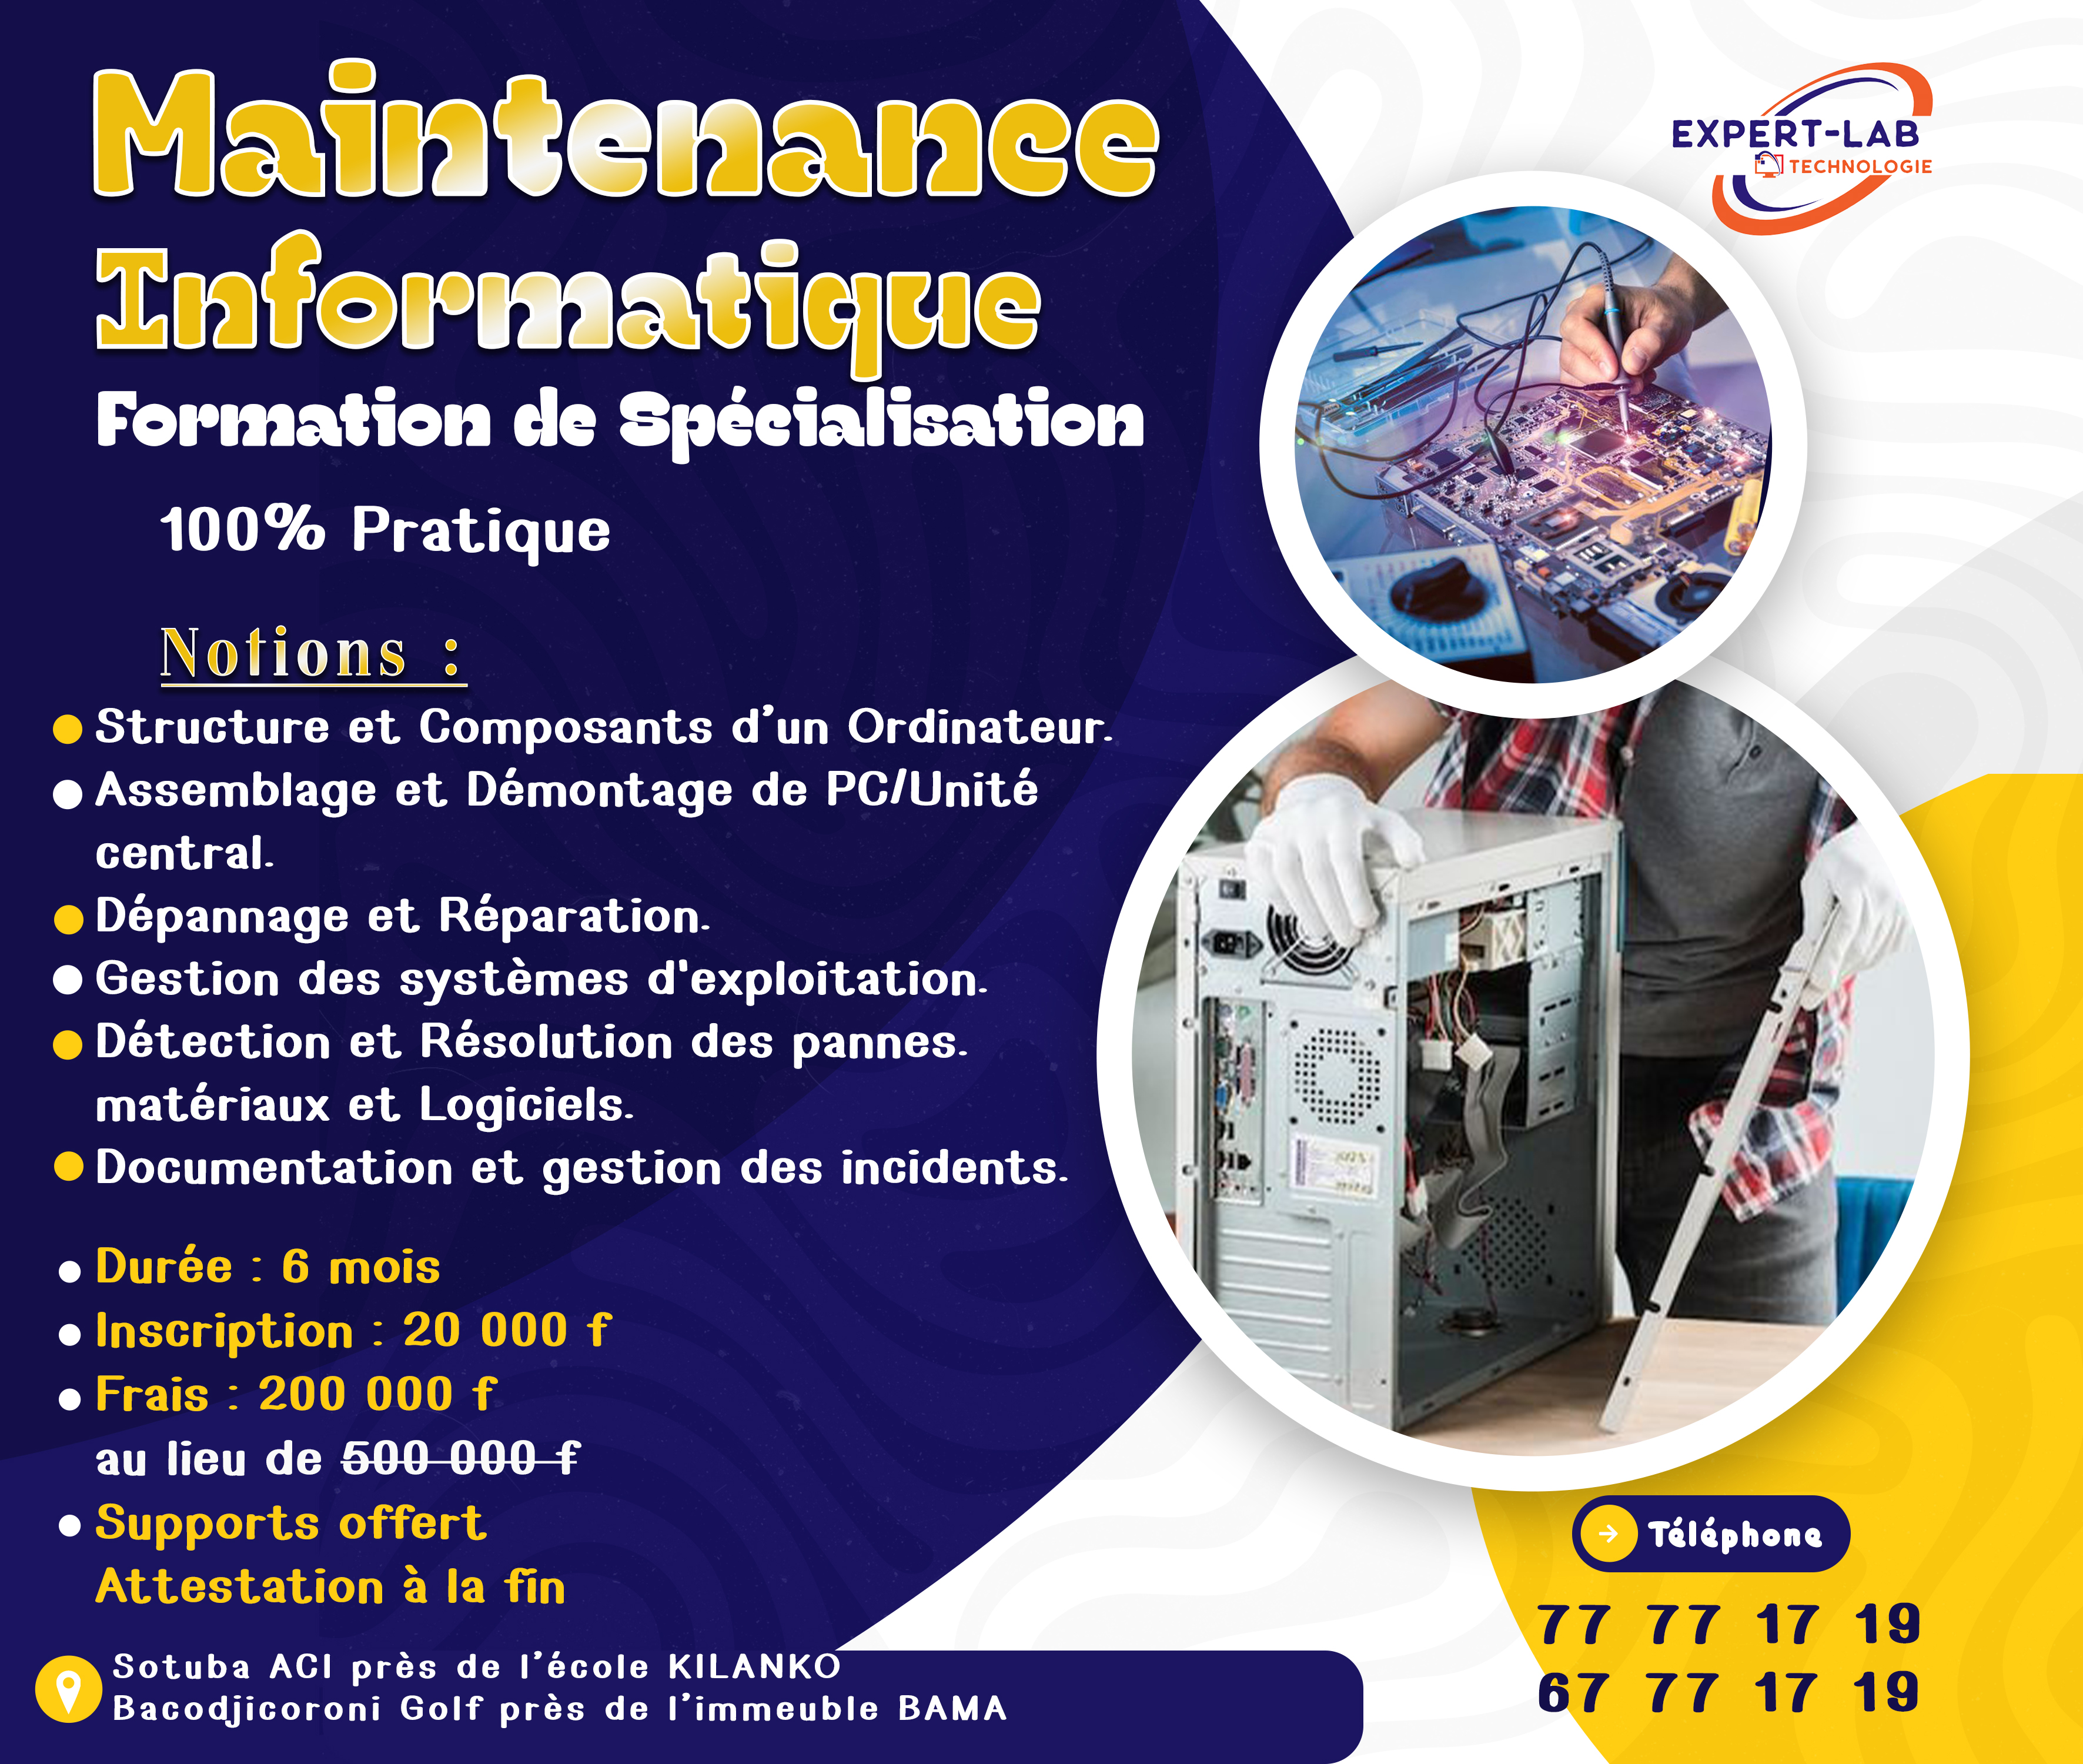 Maintenance
Informatique
Formation de Spécialisation
100% Pratique
Notions :
Structure et Composants d’un Ordinateur.
Assemblage et Démontage de PC/Unité
central.
Dépannage et Réparation.
Gestion des systèmes d'exploitation.
Détection et Résolution des pannes.
matériaux et Logiciels.
Documentation et gestion des incidents.
Durée : 6 mois
Inscription : 20 000 f
Frais : 200 000 f
au lieu de 500 000 f
Supports offert
Attestation à la fin
Sotuba ACI près de l’école KILANKO
Bacodjicoroni Golf près de l’immeuble BAMA
EXPERT-LAB
TECHNOLOGIE
Téléphone
77 77 17 19
67 77 17 19